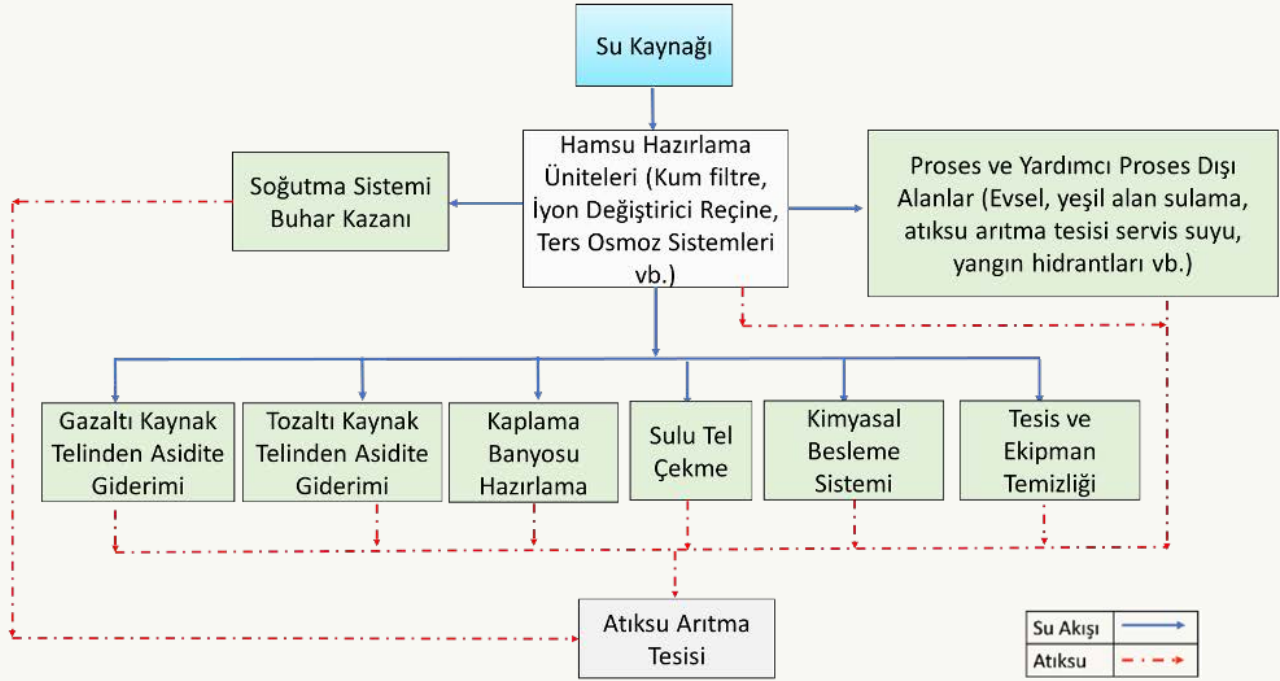 Su Kaynağı
Hamsu Hazırlama
Üniteleri (Kum filtre,
İyon Değiştirici Reçine,
Ters Osmoz Sistemleri
vb.)
Soğutma Sistemi
Buhar Kazanı
Proses ve Yardımcı Proses Dışı
Alanlar (Evsel, yeşil alan sulama,
atıksu arıtma tesisi servis suyu,
yangın hidrantları vb.)
Gazaltı Kaynak
Telinden Asidite
Giderimi
Tozaltı Kaynak
Telinden Asidite
Giderimi
Kaplama
Banyosu
Hazırlama
Sulu Tel
Çekme
Kimyasal
Besleme
Sistemi
Tesis ve
Ekipman
Temizliği
Atıksu Arıtma
Tesisi
Su Akışı
Atıksu